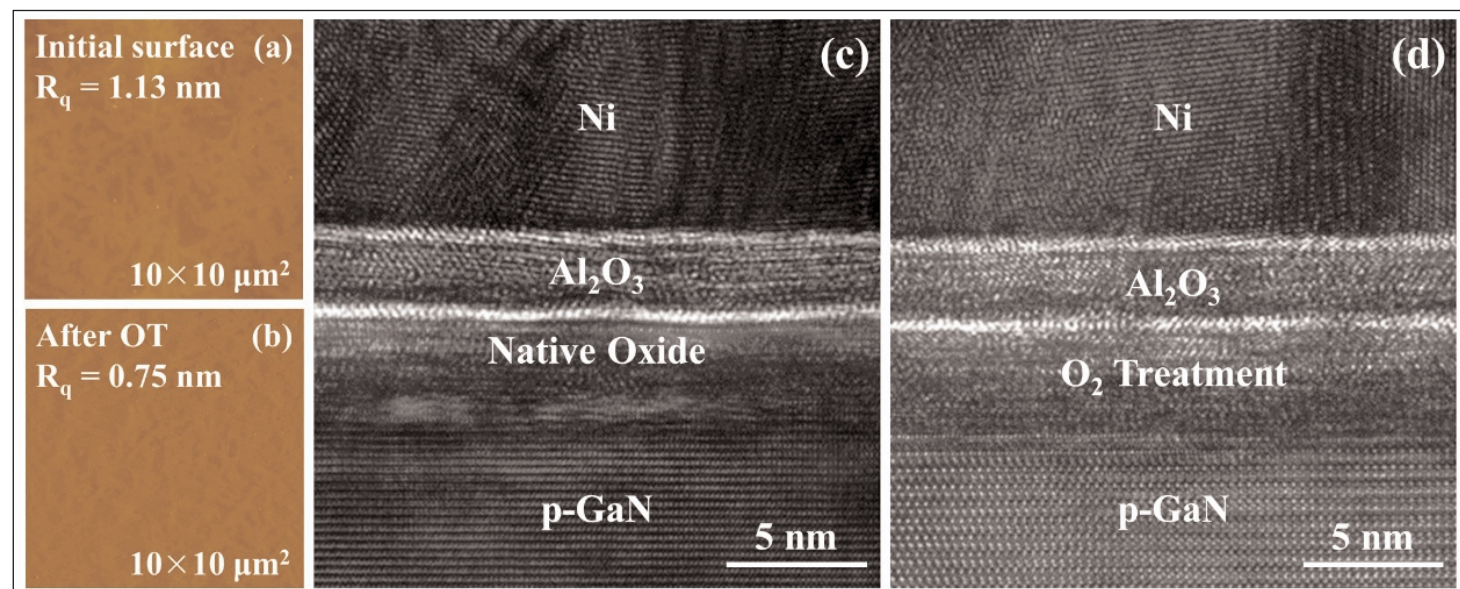 Initial surface (a)
R_q = 1.13 nm
10×10 μm²
After OT (b)
R_q = 0.75 nm
10×10 μm²
(c)
Ni
Al₂O₃
Native Oxide
p-GaN
5 nm
(d)
Ni
Al₂O₃
O₂ Treatment
p-GaN
5 nm